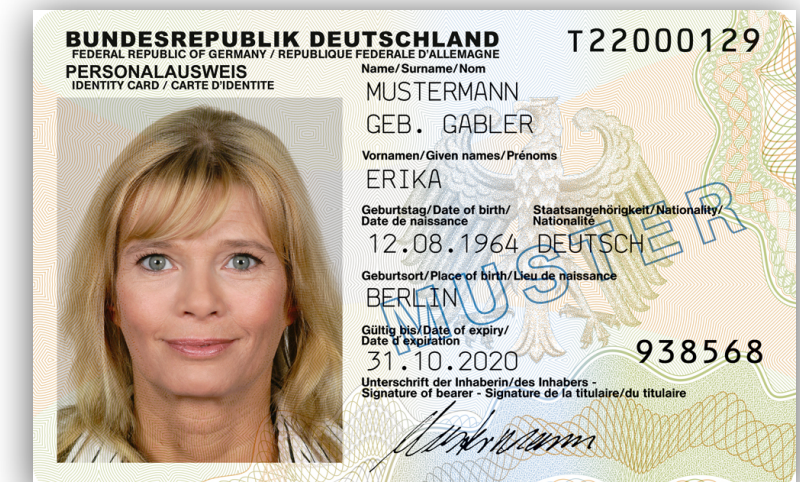 BUNDESREPUBLIK DEUTSCHLAND
FEDERAL REPUBLIC OF GERMANY / REPUBLIQUE FEDERALE D'ALLEMAGNE
PERSONALAUSWEIS
IDENTITY CARD / CARTE D'IDENTITE
T22000129
Name/Surname/Nom
MUSTERMANN
GEB. GABLER
Vornamen/Given names/Prénoms
ERIKA
Geburtstag/Date of birth/
Date de naissance
12.08.1964
Staatsangehörigkeit/Nationality/
Nationalité
DEUTSCH
Geburtsort/Place of birth/Lieu de naissance
BERLIN
Gültig bis/Date of expiry/
Date d'expiration
31.10.2020
938568
Unterschrift der Inhaberin/des Inhabers -
Signature of bearer - Signature de la titulaire/du titulaire
Mustermann
MUSTER